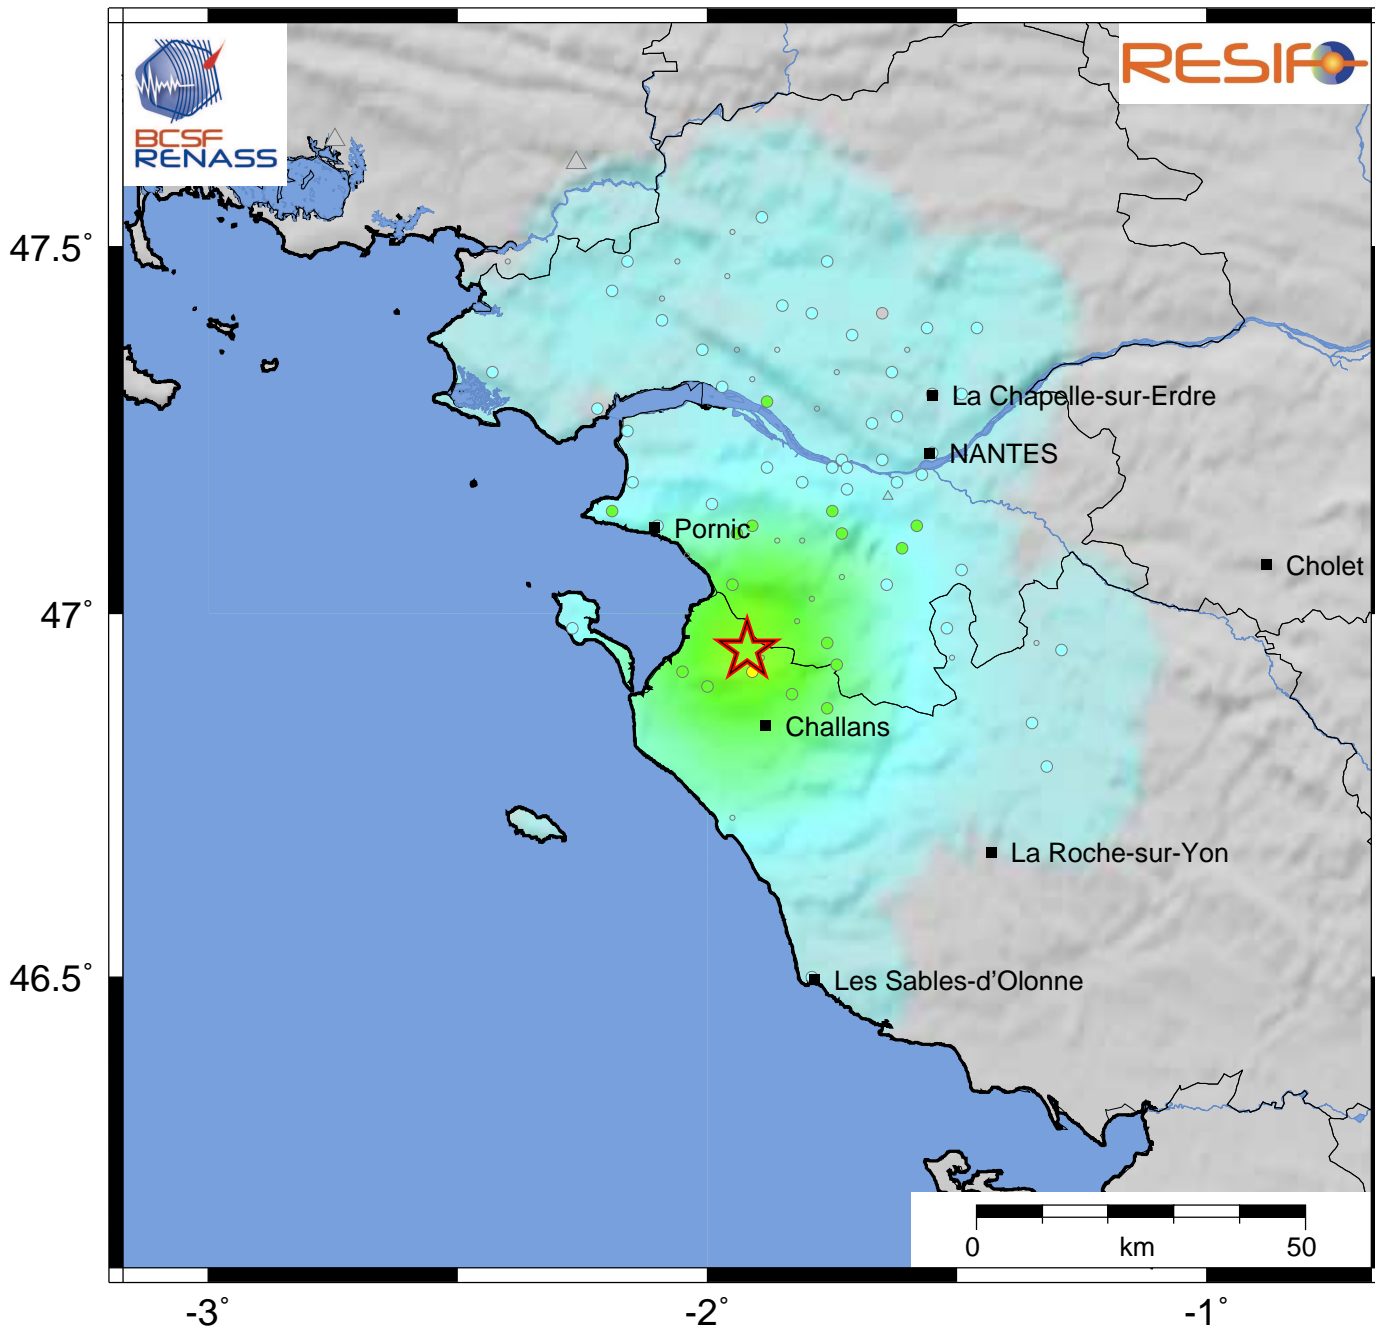 BCSF
RENASS
RESIF
47.5°
La Chapelle-sur-Erdre
NANTES
Pornic
Cholet
47°
Challans
La Roche-sur-Yon
46.5°
Les Sables-d'Olonne
0 km 50
-3° -2° -1°